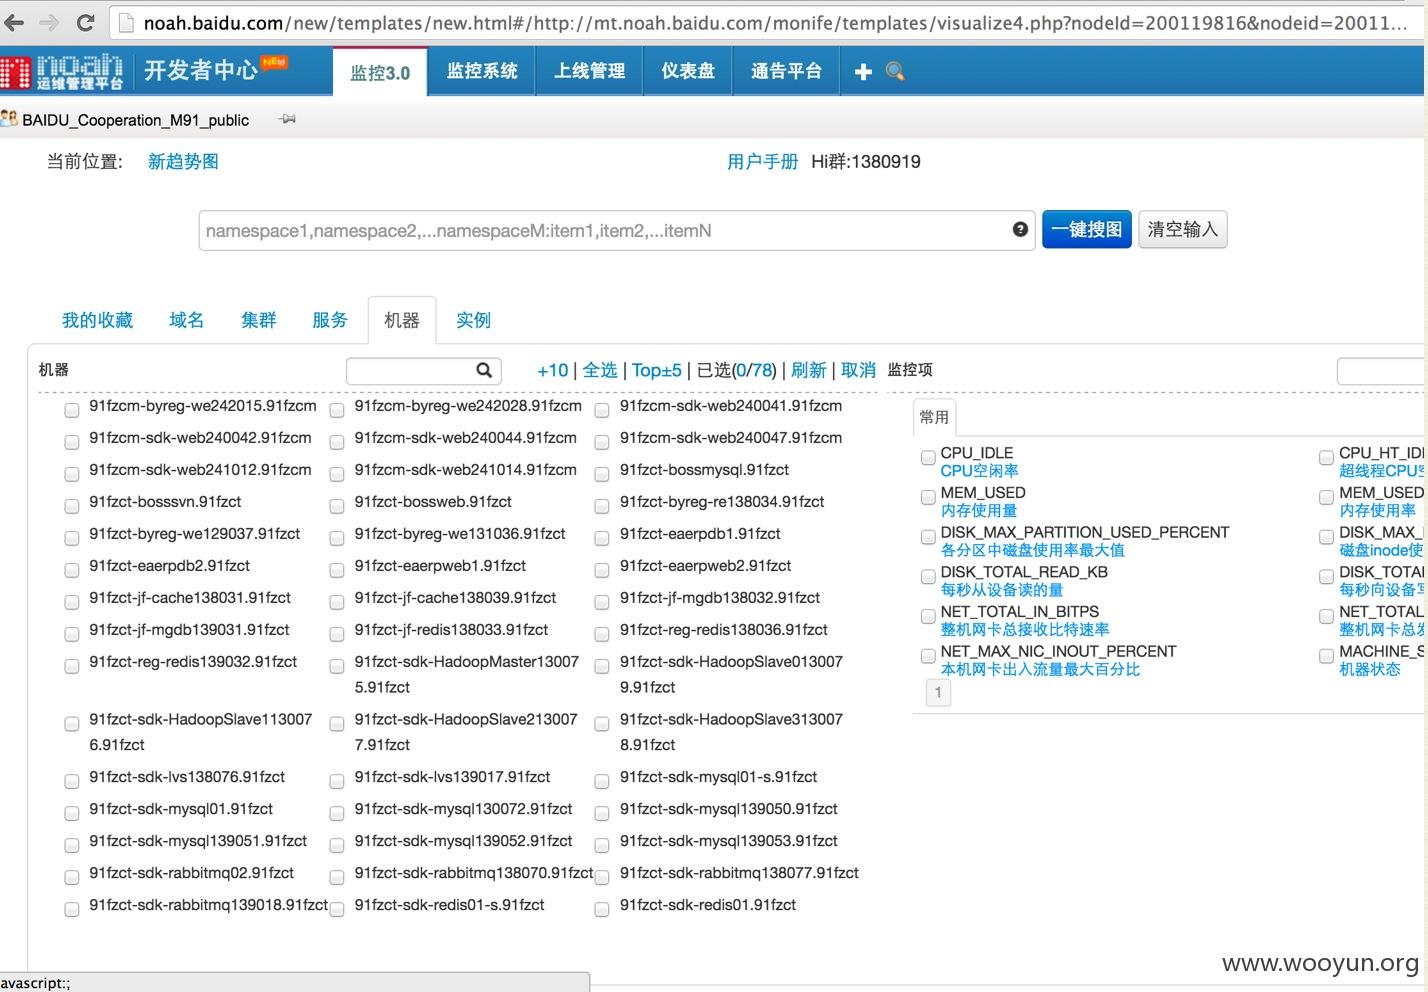 noah.baidu.com/new/templates/new.html#/http://mt.noah.baidu.com/monife/templates/visualize4.php?nodeId=200119816&nodeid=20011...
noah 运维管理平台 开发者中心 NEW 监控3.0 监控系统 上线管理 仪表盘 通告平台
BAIDU_Cooperation_M91_public
当前位置: 新趋势图 用户手册 Hi群:1380919
namespace1,namespace2,...namespaceM:item1,item2,...itemN ? 一键搜图 清空输入
我的收藏 域名 集群 服务 机器 实例
机器 +10 | 全选 | Top±5 | 已选(0/78) | 刷新 | 取消 监控项
91fzcm-byreg-we242015.91fzcm 91fzcm-byreg-we242028.91fzcm 91fzcm-sdk-web240041.91fzcm
91fzcm-sdk-web240042.91fzcm 91fzcm-sdk-web240044.91fzcm 91fzcm-sdk-web240047.91fzcm
91fzcm-sdk-web241012.91fzcm 91fzcm-sdk-web241014.91fzcm 91fzct-bossmysql.91fzct
91fzct-bosssvn.91fzct 91fzct-bossweb.91fzct 91fzct-byreg-re138034.91fzct
91fzct-byreg-we129037.91fzct 91fzct-byreg-we131036.91fzct 91fzct-eaerpdb1.91fzct
91fzct-eaerpdb2.91fzct 91fzct-eaerpweb1.91fzct 91fzct-eaerpweb2.91fzct
91fzct-jf-cache138031.91fzct 91fzct-jf-cache138039.91fzct 91fzct-jf-mgdb138032.91fzct
91fzct-jf-mgdb139031.91fzct 91fzct-jf-redis138033.91fzct 91fzct-reg-redis138036.91fzct
91fzct-reg-redis139032.91fzct 91fzct-sdk-HadoopMaster13007 91fzct-sdk-HadoopSlave013007
5.91fzct 9.91fzct
91fzct-sdk-HadoopSlave113007 91fzct-sdk-HadoopSlave213007 91fzct-sdk-HadoopSlave313007
6.91fzct 7.91fzct 8.91fzct
91fzct-sdk-lvs138076.91fzct 91fzct-sdk-lvs139017.91fzct 91fzct-sdk-mysql01-s.91fzct
91fzct-sdk-mysql01.91fzct 91fzct-sdk-mysql130072.91fzct 91fzct-sdk-mysql139050.91fzct
91fzct-sdk-mysql139051.91fzct 91fzct-sdk-mysql139052.91fzct 91fzct-sdk-mysql139053.91fzct
91fzct-sdk-rabbitmq02.91fzct 91fzct-sdk-rabbitmq138070.91fzct 91fzct-sdk-rabbitmq138077.91fzct
91fzct-sdk-rabbitmq139018.91fzct 91fzct-sdk-redis01-s.91fzct 91fzct-sdk-redis01.91fzct
常用
CPU_IDLE CPU_HT_IDL
CPU空闲率 超线程CPU空
MEM_USED MEM_USED
内存使用量 内存使用率
DISK_MAX_PARTITION_USED_PERCENT DISK_MAX_
各分区中磁盘使用率最大值 磁盘inode使
DISK_TOTAL_READ_KB DISK_TOTAL
每秒从设备读的量 每秒向设备写
NET_TOTAL_IN_BITPS NET_TOTAL
整机网卡总接收比特速率 整机网卡总发
NET_MAX_NIC_INOUT_PERCENT MACHINE_S
本机网卡出入流量最大百分比 机器状态
1
www.wooyun.org
avascript:;